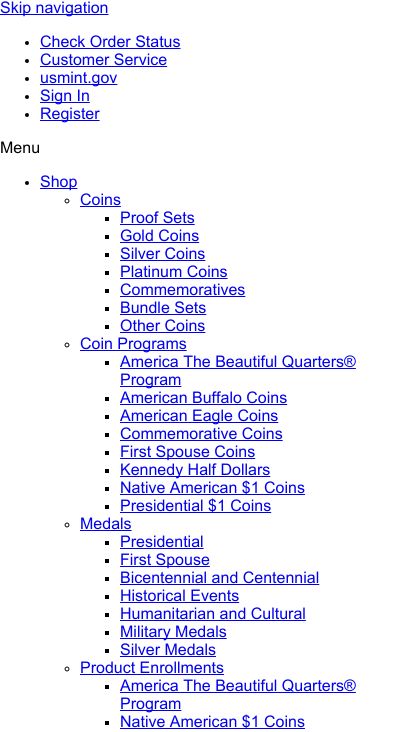 Skip navigation
Check Order Status
Customer Service
usmint.gov
Sign In
Register
Menu
Shop
Coins
Proof Sets
Gold Coins
Silver Coins
Platinum Coins
Commemoratives
Bundle Sets
Other Coins
Coin Programs
America The Beautiful Quarters®
Program
American Buffalo Coins
American Eagle Coins
Commemorative Coins
First Spouse Coins
Kennedy Half Dollars
Native American $1 Coins
Presidential $1 Coins
Medals
Presidential
First Spouse
Bicentennial and Centennial
Historical Events
Humanitarian and Cultural
Military Medals
Silver Medals
Product Enrollments
America The Beautiful Quarters®
Program
Native American $1 Coins